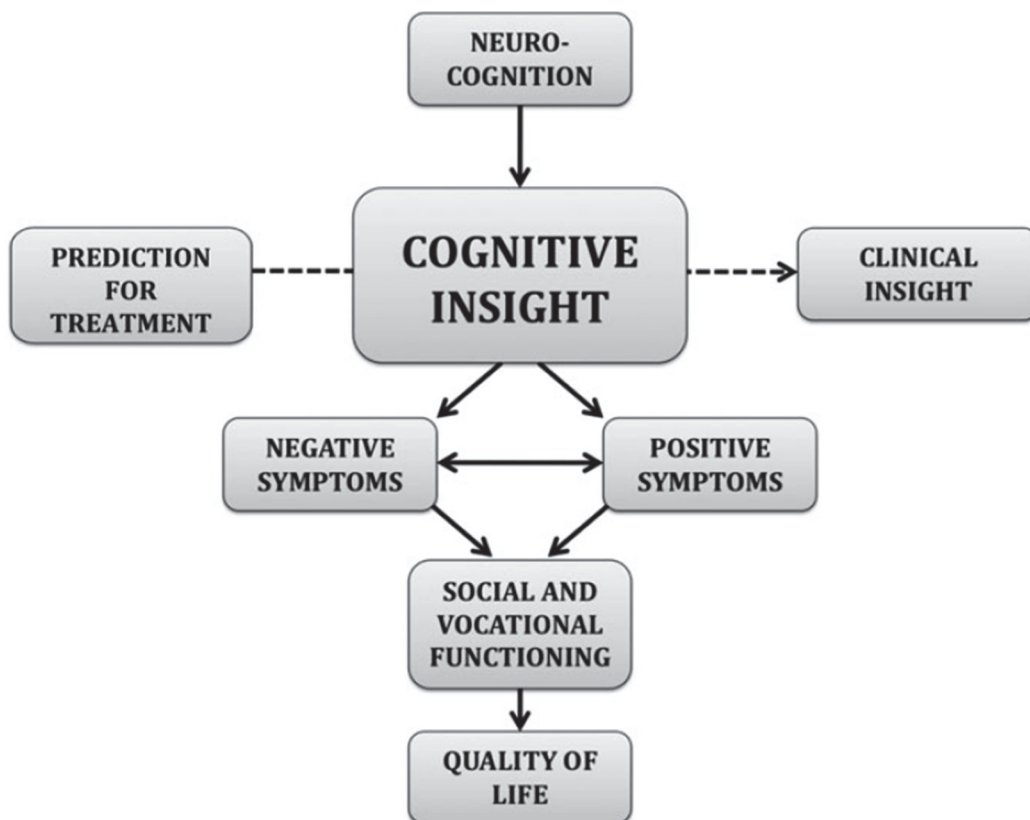 NEURO-
COGNITION
PREDICTION
FOR
TREATMENT
COGNITIVE
INSIGHT
CLINICAL
INSIGHT
NEGATIVE
SYMPTOMS
POSITIVE
SYMPTOMS
SOCIAL AND
VOCATIONAL
FUNCTIONING
QUALITY OF
LIFE